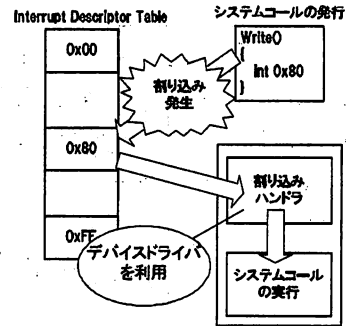 Interrupt Descriptor Table
システムコールの発行
0x00
Write()
{
Int 0x80
}
割り込み
発生
0x80
割り込み
ハンドラ
0xFF
デバイスドライバ
を利用
システムコール
の実行